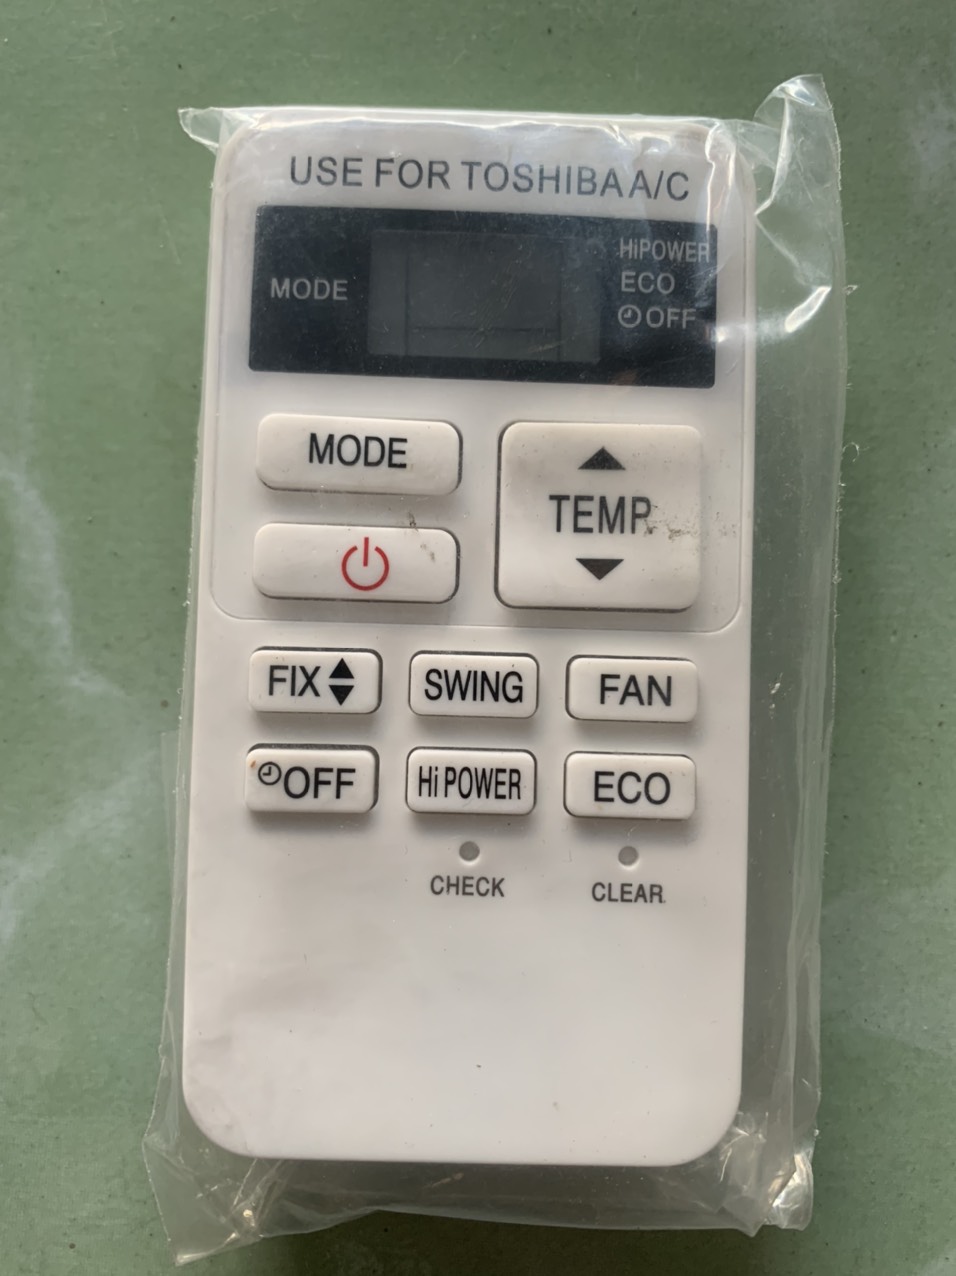 USE FOR TOSHIBA A/C
MODE
HiPOWER
ECO
OFF
MODE
TEMP
FIX
SWING
FAN
OFF
Hi POWER
ECO
CHECK
CLEAR